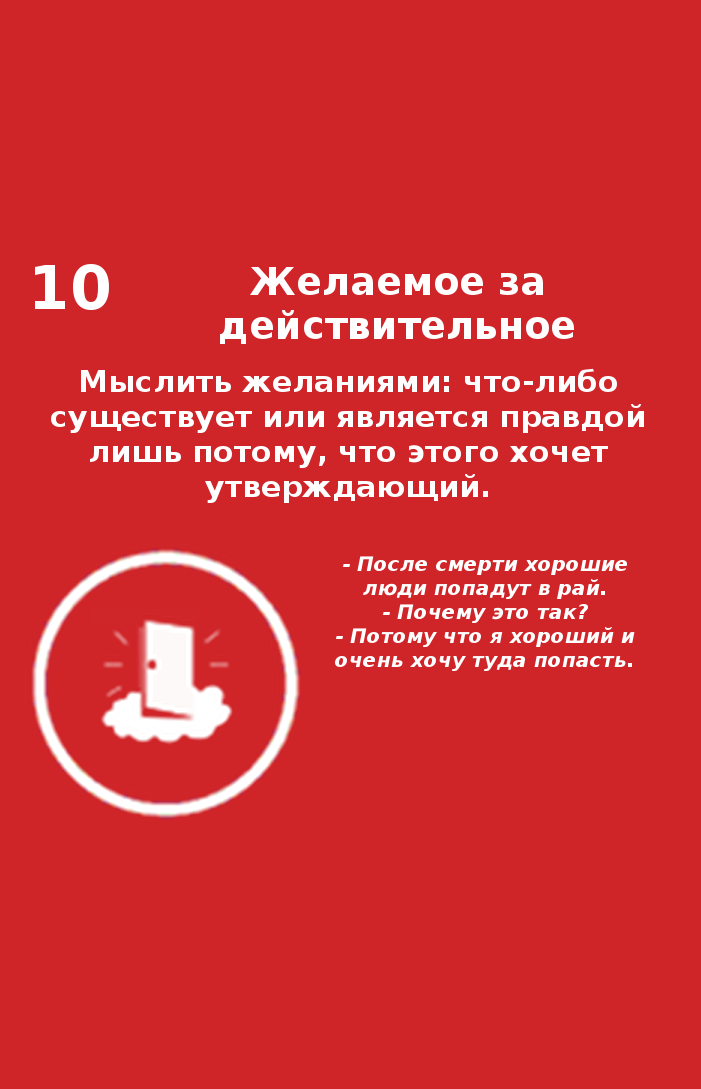 10
Желаемое за
действительное
Мыслить желаниями: что-либо
существует или является правдой
лишь потому, что этого хочет
утверждающий.
- После смерти хорошие
люди попадут в рай.
- Почему это так?
- Потому что я хороший и
очень хочу туда попасть.